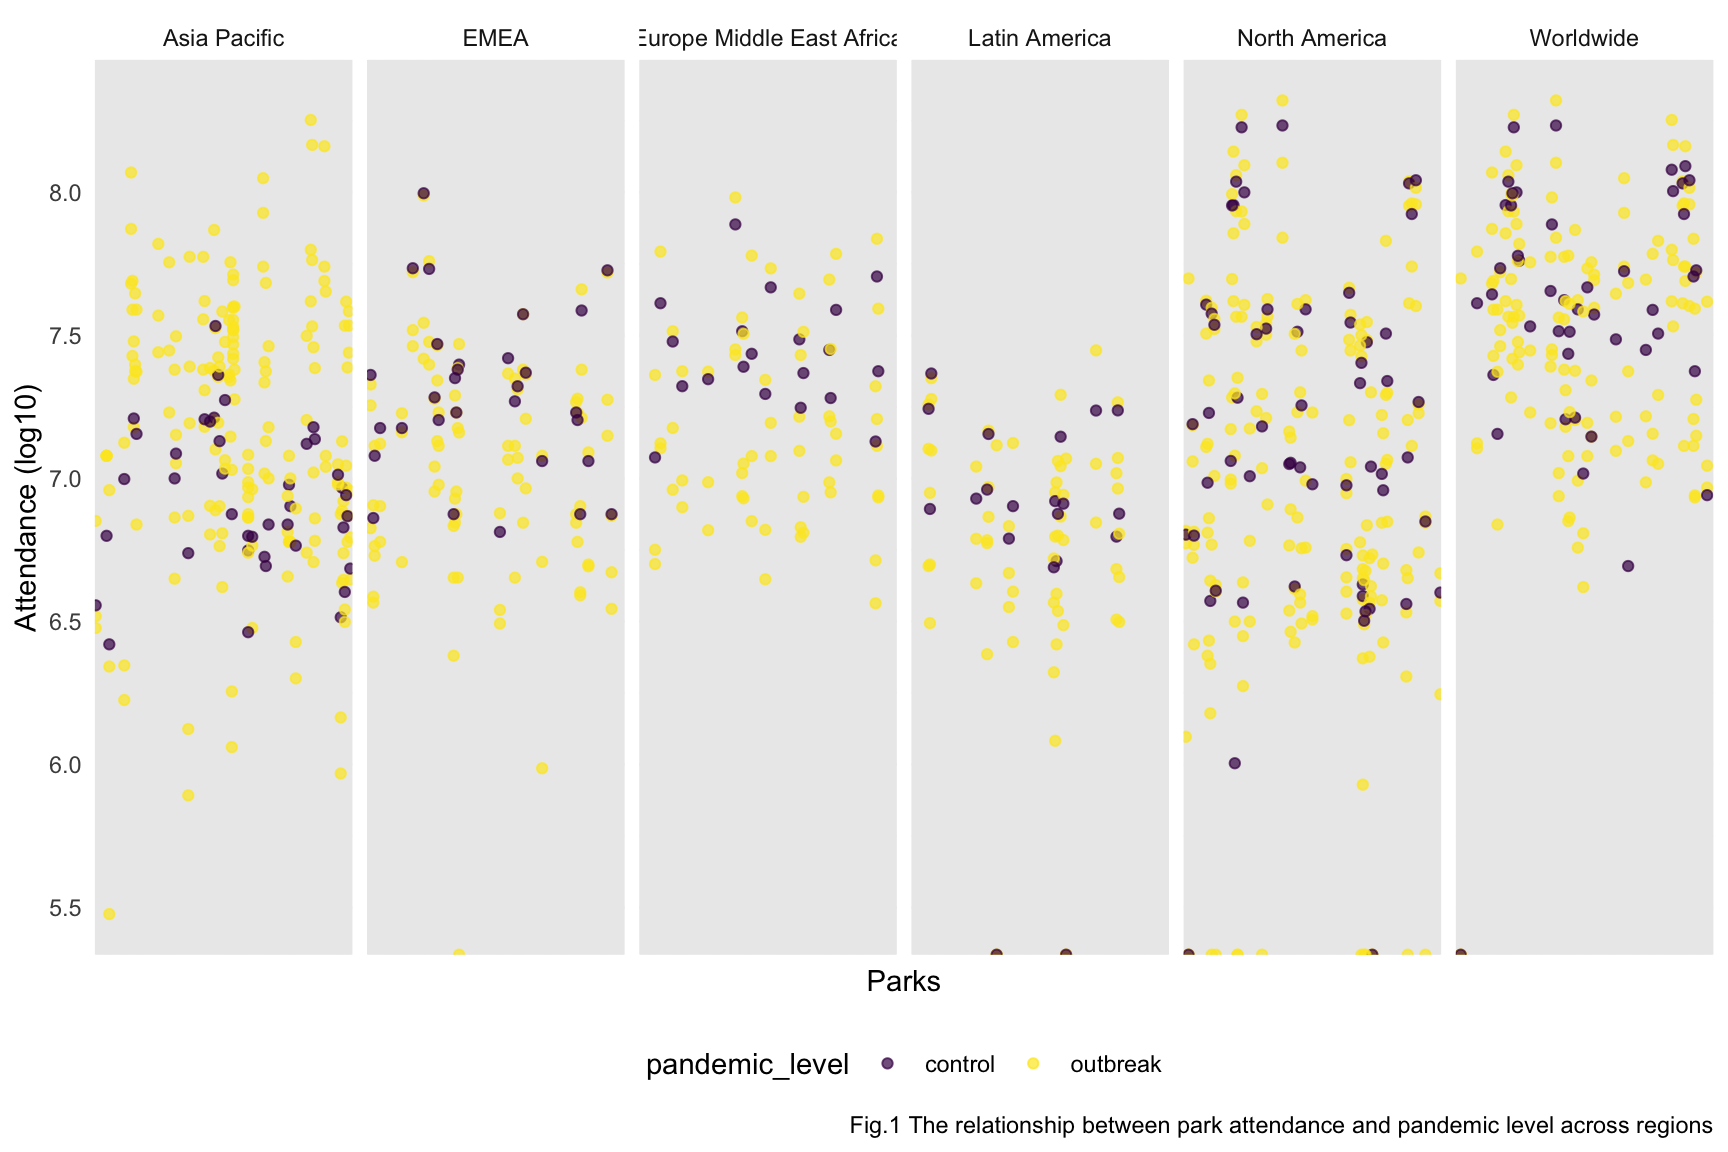 Asia Pacific
EMEA
Europe Middle East Africa
Latin America
North America
Worldwide
8.0
7.5
7.0
6.5
6.0
5.5
Attendance (log10)
Parks
pandemic_level
control
outbreak
Fig.1 The relationship between park attendance and pandemic level across regions